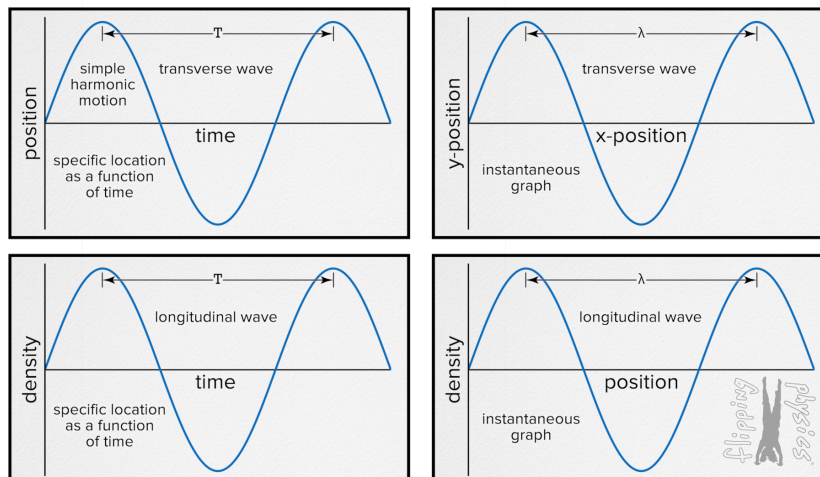 T
simple
harmonic
motion
transverse wave
position
time
specific location
as a function
of time
λ
transverse wave
y-position
x-position
instantaneous
graph
T
longitudinal wave
density
time
specific location
as a function
of time
λ
longitudinal wave
density
position
instantaneous
graph
flipping
physics